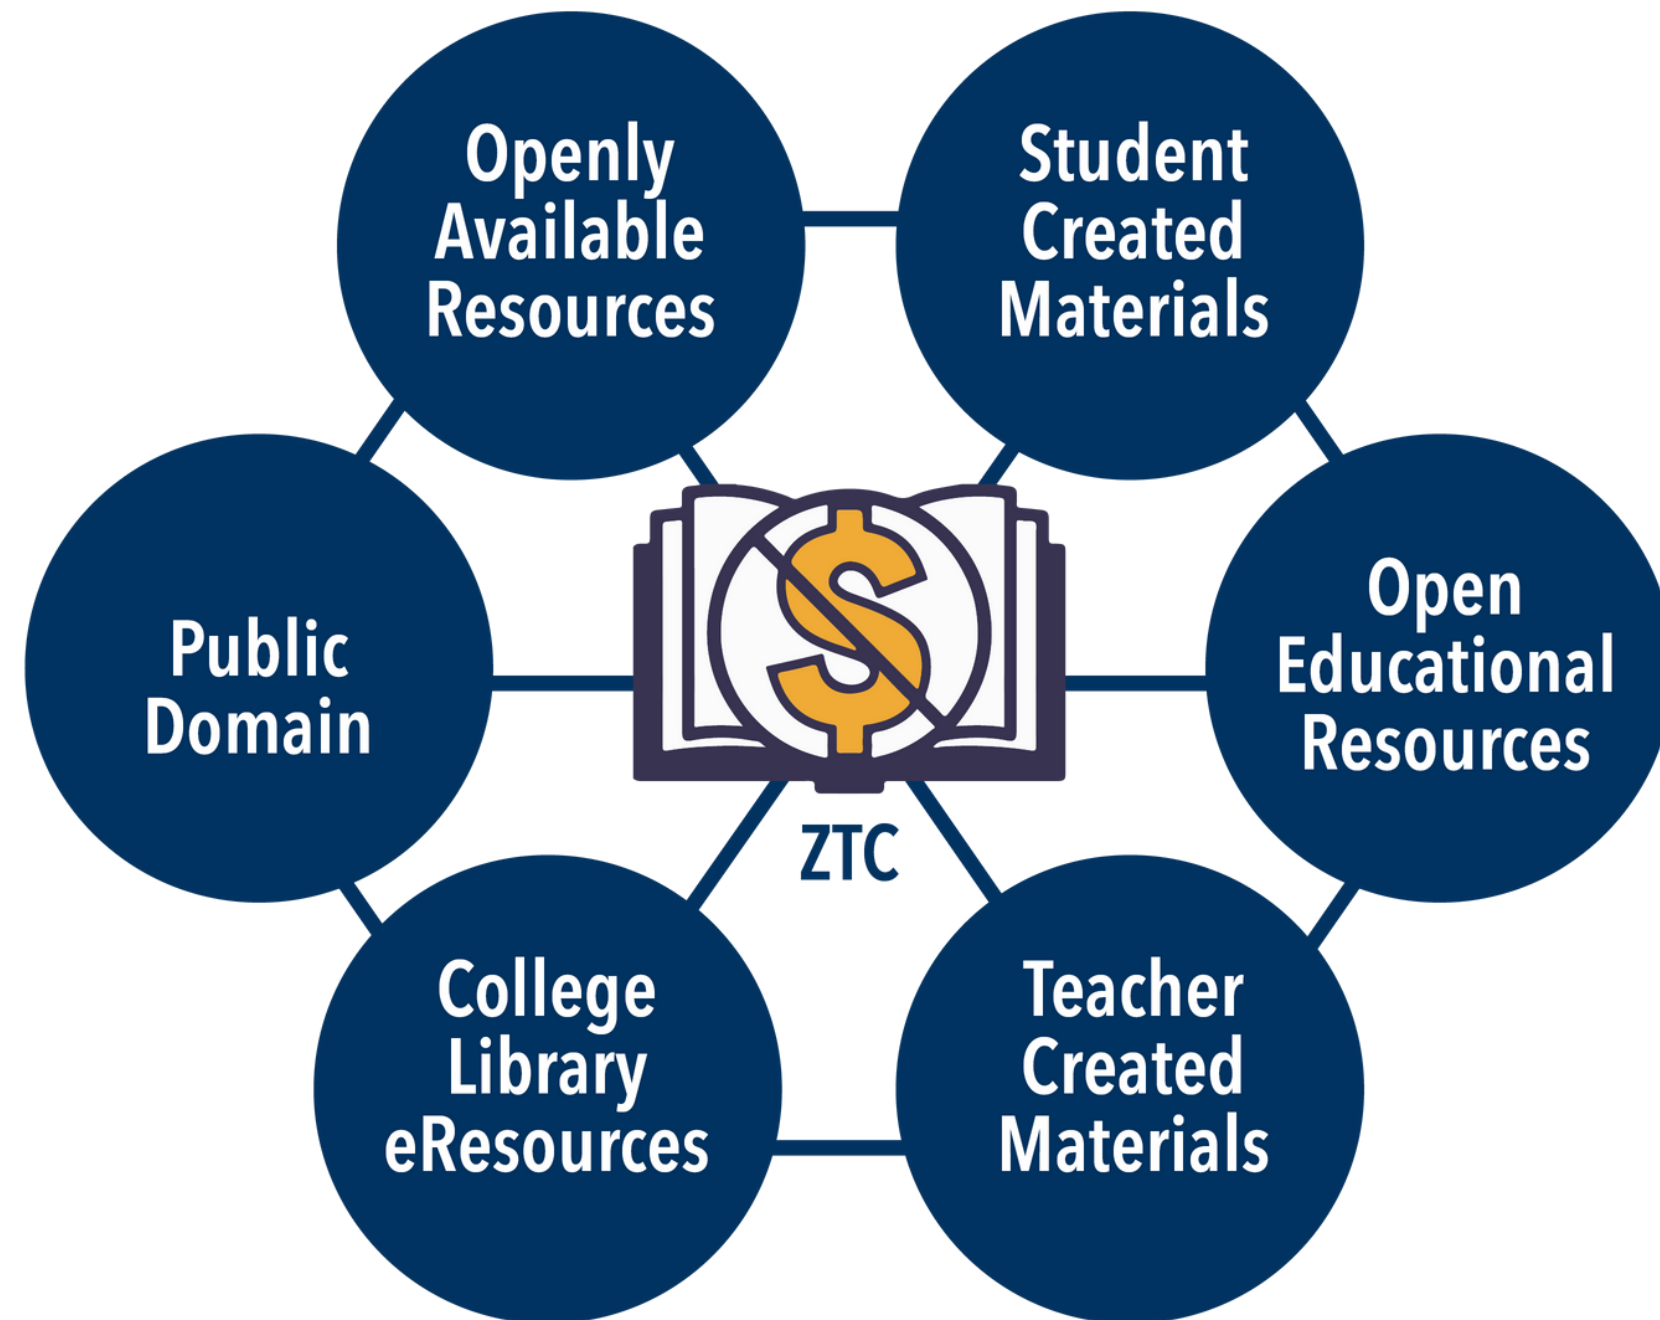 Openly
Available
Resources
Student
Created
Materials
Public
Domain
$
Open
Educational
Resources
ZTC
College
Library
eResources
Teacher
Created
Materials